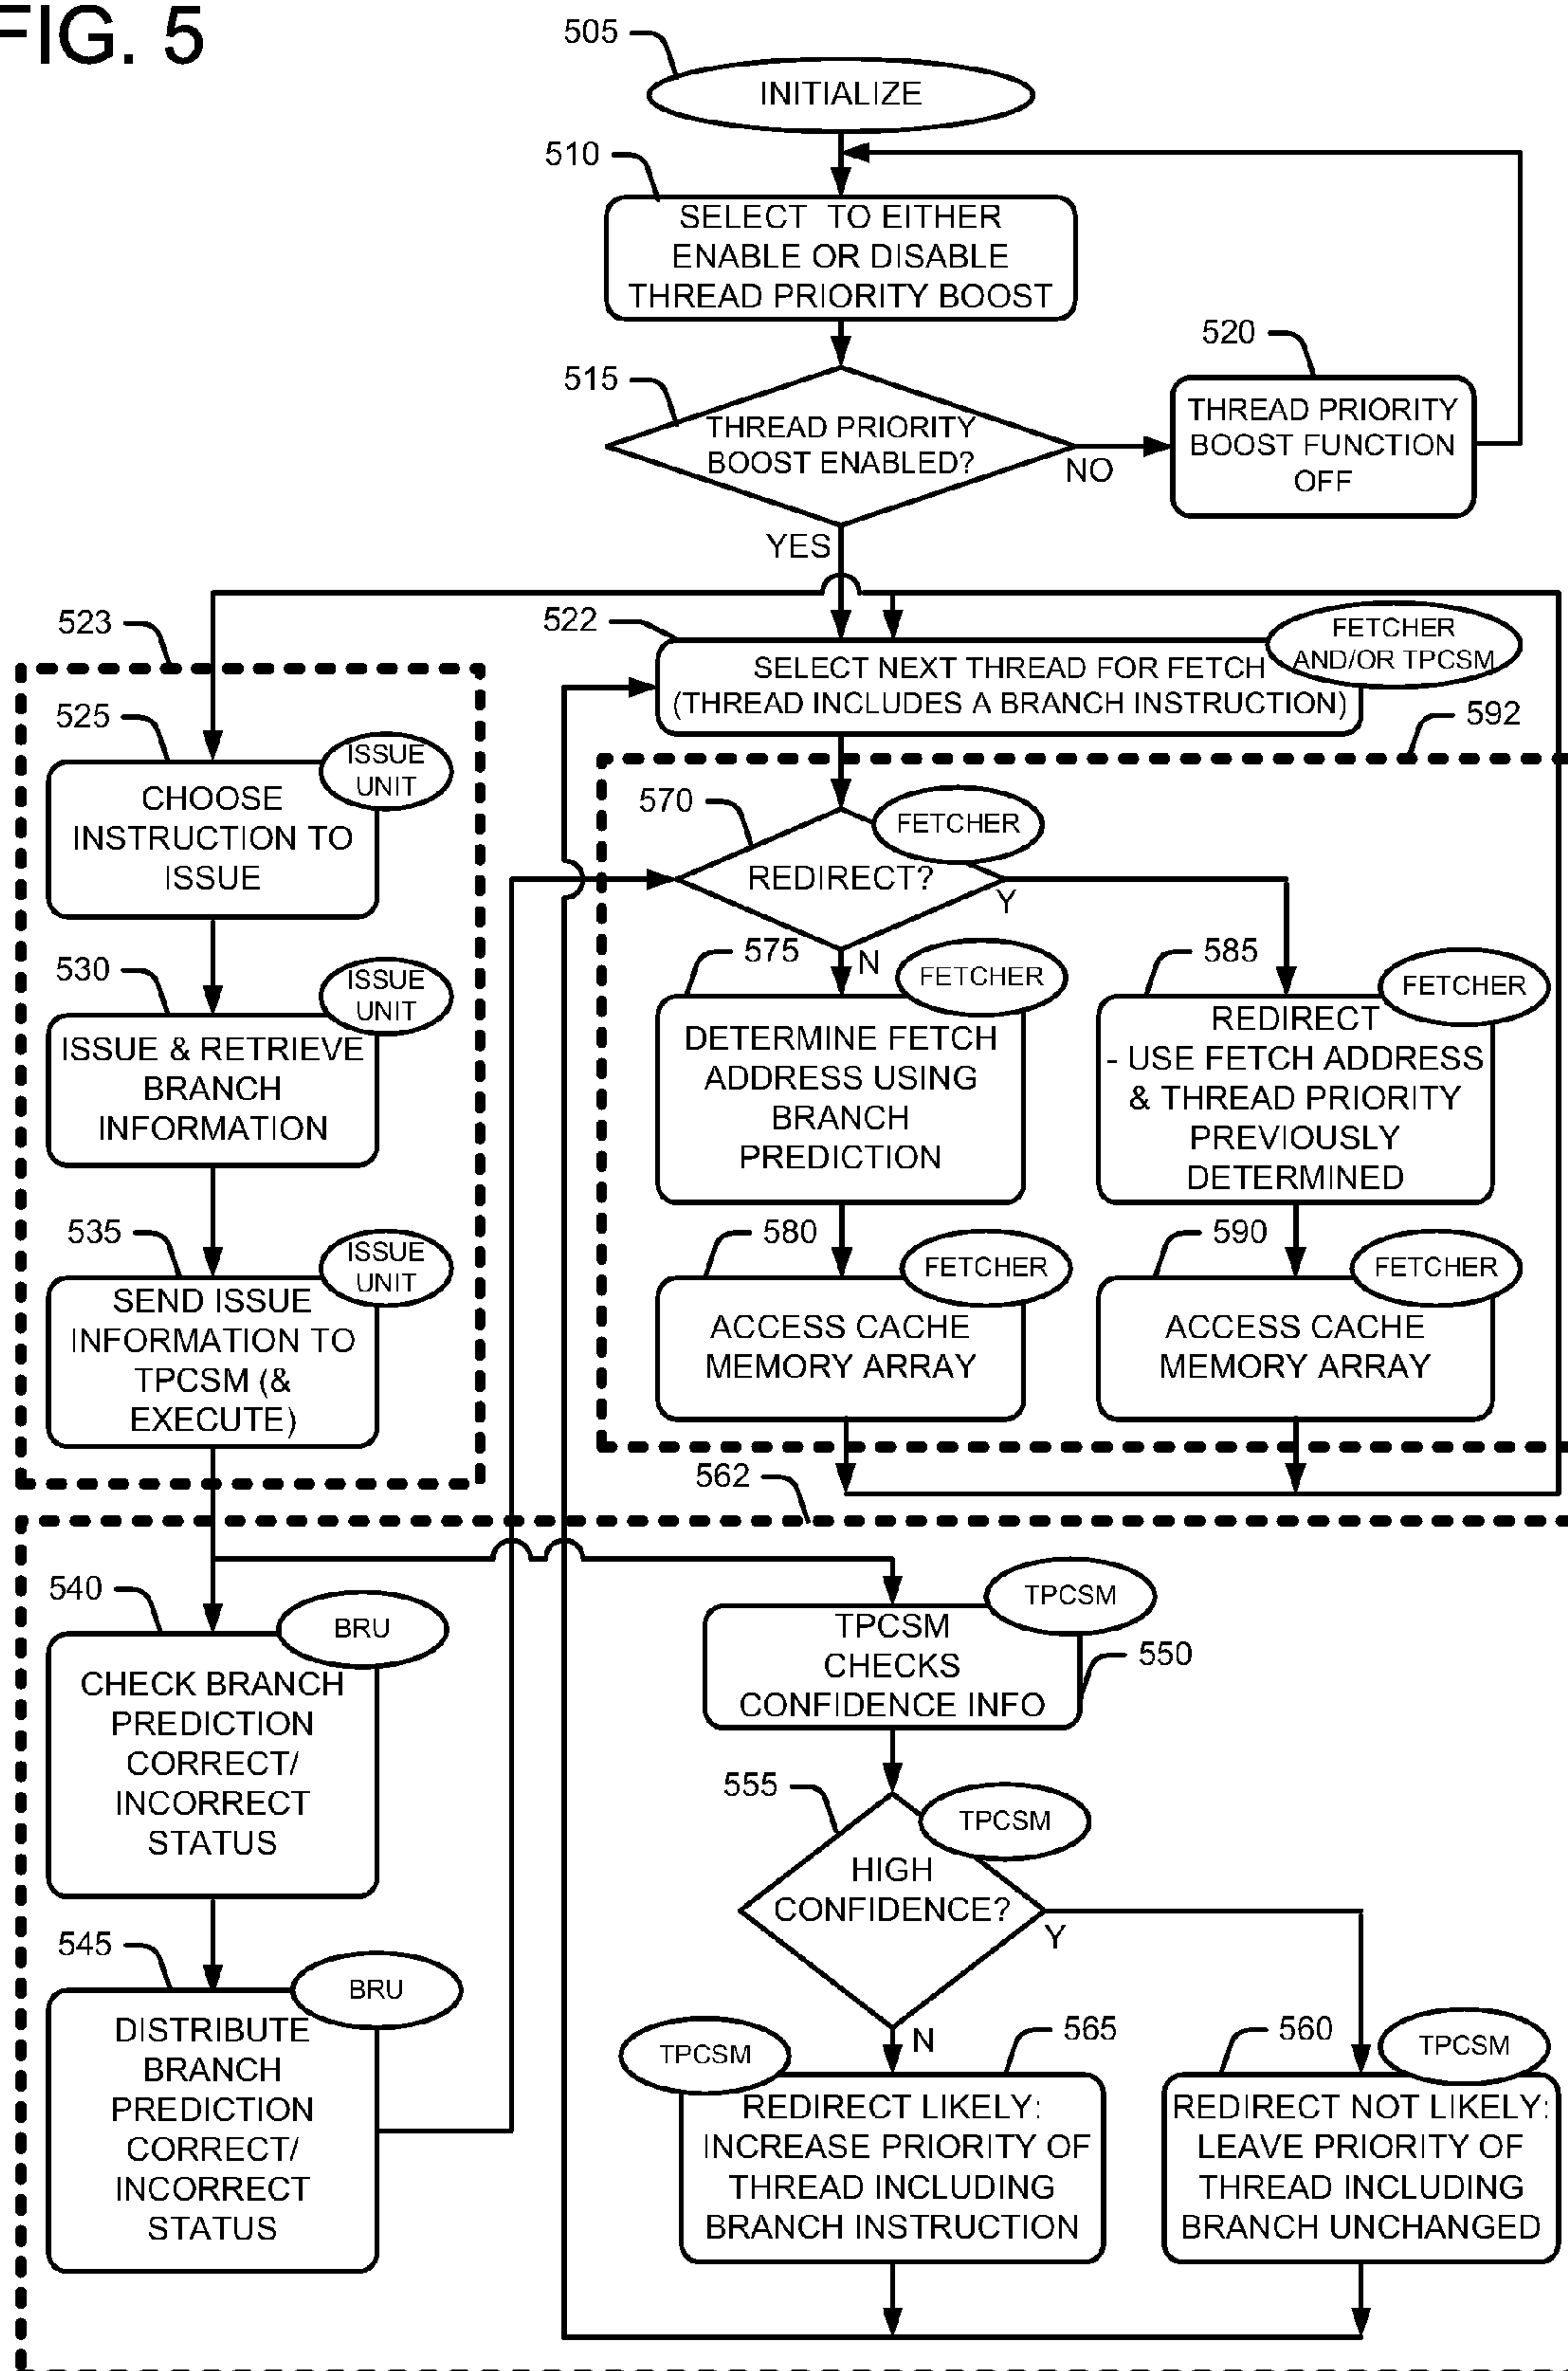 FIG. 5
505
INITIALIZE
510
SELECT TO EITHER
ENABLE OR DISABLE
THREAD PRIORITY BOOST
515
THREAD PRIORITY
BOOST ENABLED?
NO
YES
520
THREAD PRIORITY
BOOST FUNCTION
OFF
522
SELECT NEXT THREAD FOR FETCH
(THREAD INCLUDES A BRANCH INSTRUCTION)
FETCHER
AND/OR TPCSM
523
525
ISSUE
UNIT
CHOOSE
INSTRUCTION TO
ISSUE
530
ISSUE
UNIT
ISSUE & RETRIEVE
BRANCH
INFORMATION
535
ISSUE
UNIT
SEND ISSUE
INFORMATION TO
TPCSM (&
EXECUTE)
592
570
FETCHER
REDIRECT?
Y
N
575
FETCHER
DETERMINE FETCH
ADDRESS USING
BRANCH
PREDICTION
585
FETCHER
REDIRECT
- USE FETCH ADDRESS
& THREAD PRIORITY
PREVIOUSLY
DETERMINED
580
FETCHER
ACCESS CACHE
MEMORY ARRAY
590
FETCHER
ACCESS CACHE
MEMORY ARRAY
562
540
BRU
CHECK BRANCH
PREDICTION
CORRECT/
INCORRECT
STATUS
545
BRU
DISTRIBUTE
BRANCH
PREDICTION
CORRECT/
INCORRECT
STATUS
TPCSM
TPCSM
CHECKS
CONFIDENCE INFO
550
555
TPCSM
HIGH
CONFIDENCE?
Y
N
TPCSM
565
REDIRECT LIKELY:
INCREASE PRIORITY OF
THREAD INCLUDING
BRANCH INSTRUCTION
560
TPCSM
REDIRECT NOT LIKELY:
LEAVE PRIORITY OF
THREAD INCLUDING
BRANCH UNCHANGED